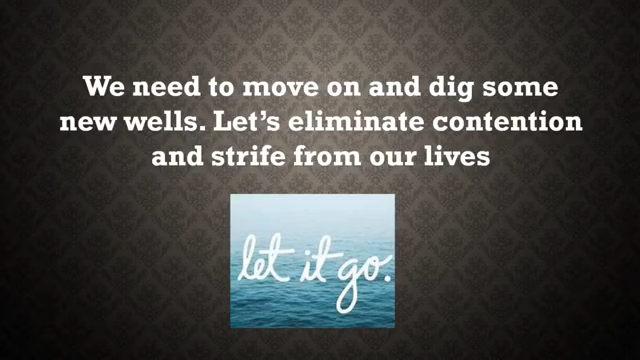 We need to move on and dig some
new wells. Let’s eliminate contention
and strife from our lives
let it go.